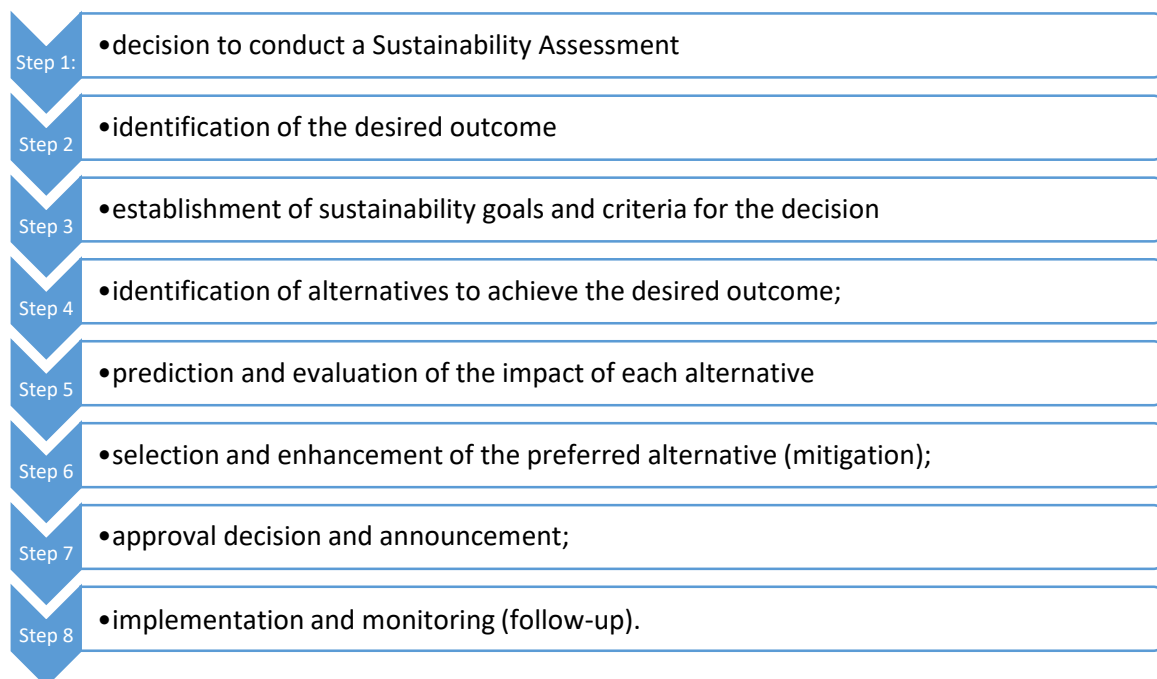 Step 1:
•decision to conduct a Sustainability Assessment
Step 2
•identification of the desired outcome
Step 3
•establishment of sustainability goals and criteria for the decision
Step 4
•identification of alternatives to achieve the desired outcome;
Step 5
•prediction and evaluation of the impact of each alternative
Step 6
•selection and enhancement of the preferred alternative (mitigation);
Step 7
•approval decision and announcement;
Step 8
•implementation and monitoring (follow-up).